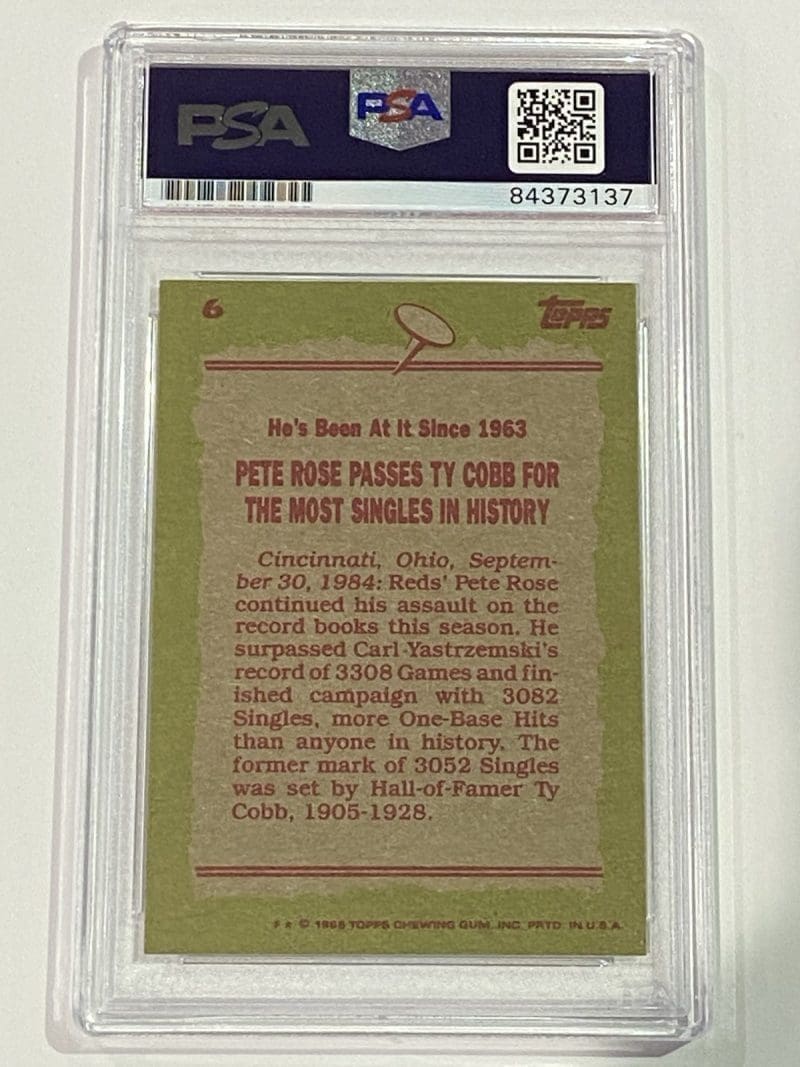 PSA PSA
84373137
6 TOPPS
He's Been At It Since 1963
PETE ROSE PASSES TY COBB FOR
THE MOST SINGLES IN HISTORY
Cincinnati, Ohio, Septem-
ber 30, 1984: Reds' Pete Rose
continued his assault on the
record books this season. He
surpassed Carl Yastrzemski's
record of 3308 Games and fin-
ished campaign with 3082
Singles, more One-Base Hits
than anyone in history. The
former mark of 3052 Singles
was set by Hall-of-Famer Ty
Cobb, 1905-1928.
* * © 1985 TOPPS CHEWING GUM, INC. PRTD. IN U.S.A.